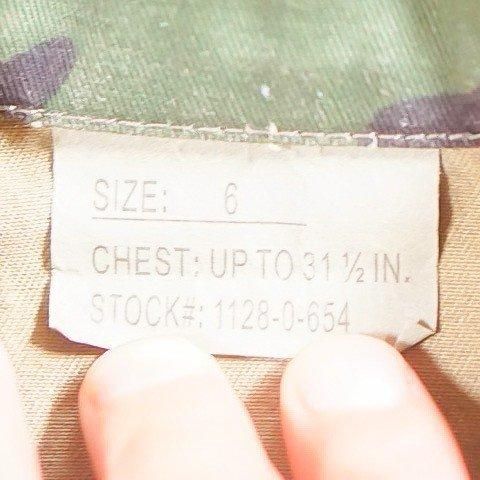 SIZE: 6
CHEST: UP TO 31 ½ IN.
STOCK#: 1128-0-654